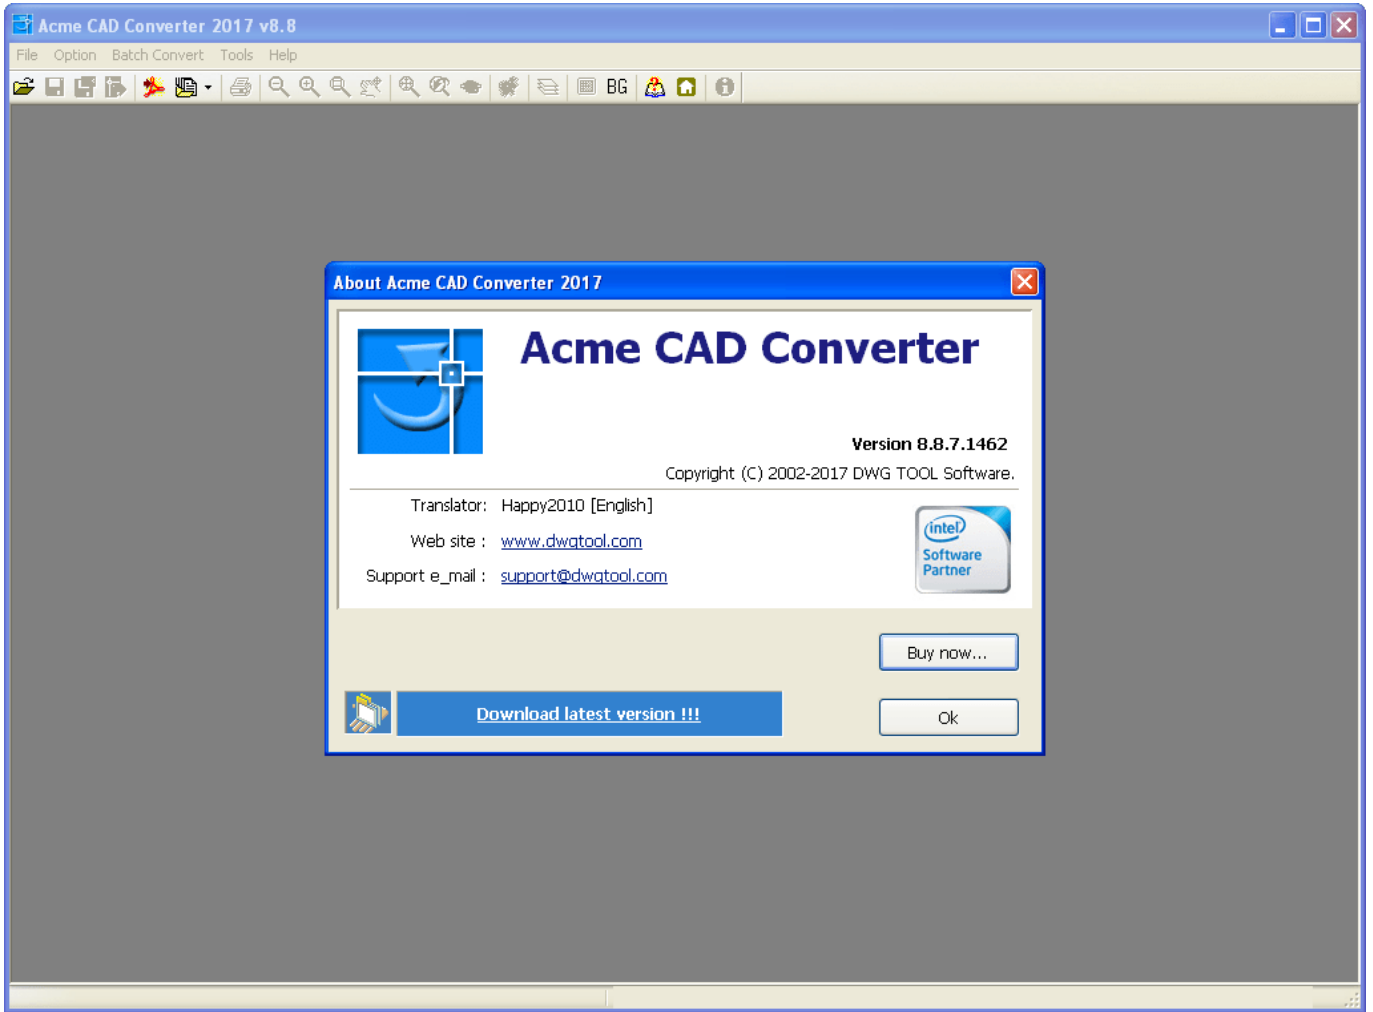 Acme CAD Converter 2017 v8.8
File Option Batch Convert Tools Help
BG
About Acme CAD Converter 2017
Acme CAD Converter
Version 8.8.7.1462
Copyright (C) 2002-2017 DWG TOOL Software.
Translator: Happy2010 [English]
Web site : www.dwgtool.com
Support e_mail : support@dwgtool.com
intel
Software
Partner
Buy now...
Download latest version !!!
Ok